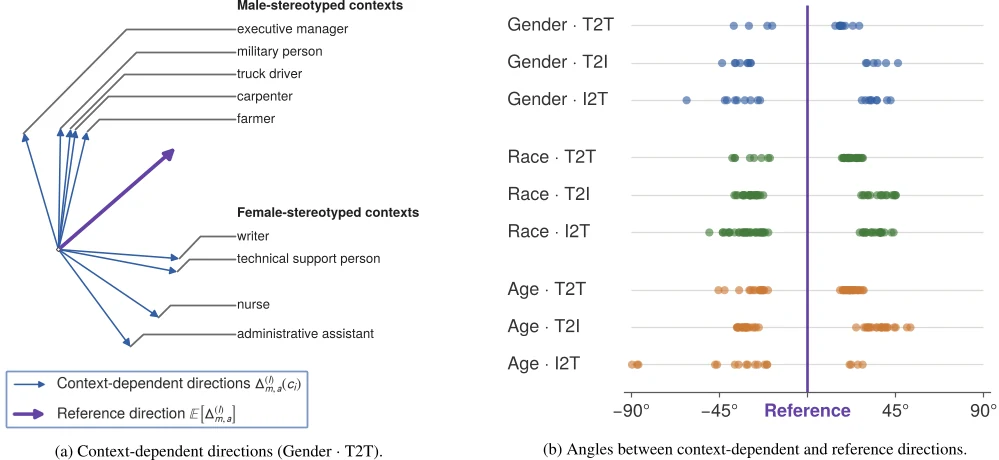 Male-stereotyped contexts
executive manager
military person
truck driver
carpenter
farmer
Female-stereotyped contexts
writer
technical support person
nurse
administrative assistant
Context-dependent directions Δ^{(l)}_{m,a}(c_i)
Reference direction 𝔼[Δ^{(l)}_{m,a}]
(a) Context-dependent directions (Gender · T2T).
Gender · T2T
Gender · T2I
Gender · I2T
Race · T2T
Race · T2I
Race · I2T
Age · T2T
Age · T2I
Age · I2T
−90° −45° Reference 45° 90°
(b) Angles between context-dependent and reference directions.